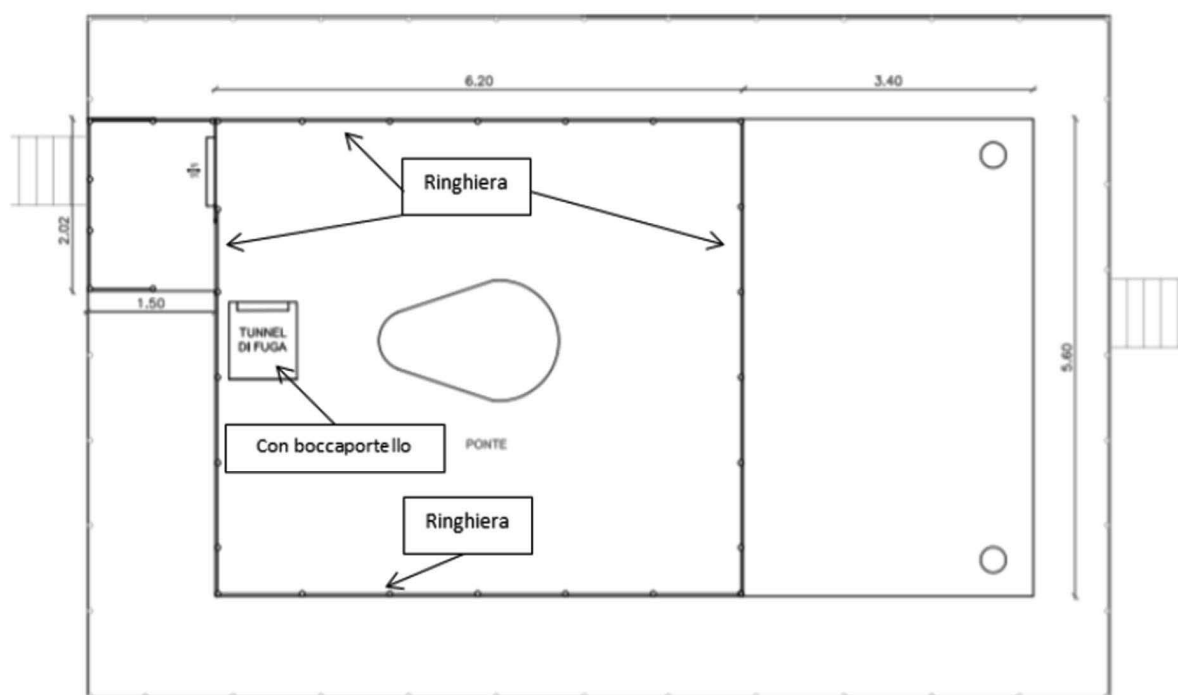 6.20
3.40
Ringhiera
2.02
1.50
TUNNEL
DI FUGA
5.60
Con boccaportello
PONTE
Ringhiera